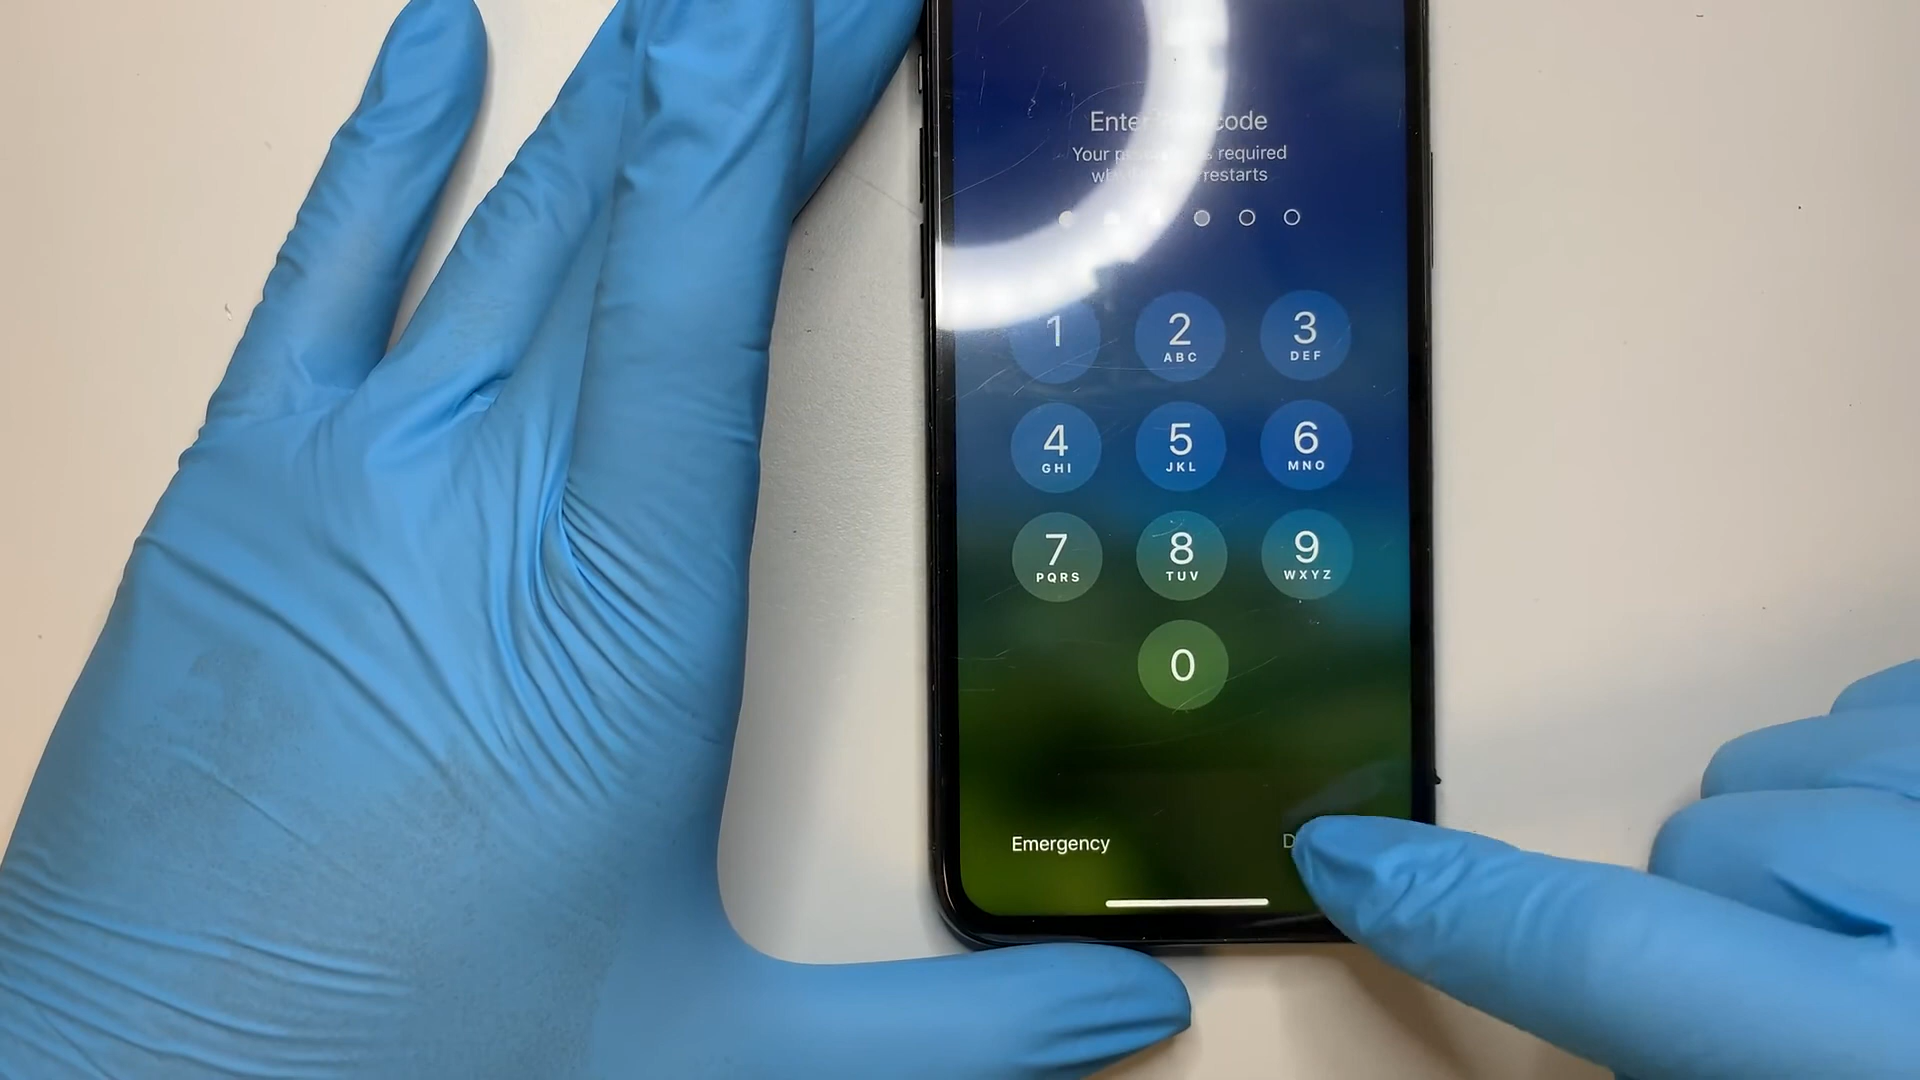 Enter code
Your required
restarts
1
2
ABC
3
DEF
4
GHI
5
JKL
6
MNO
7
PQRS
8
TUV
9
WXYZ
0
Emergency